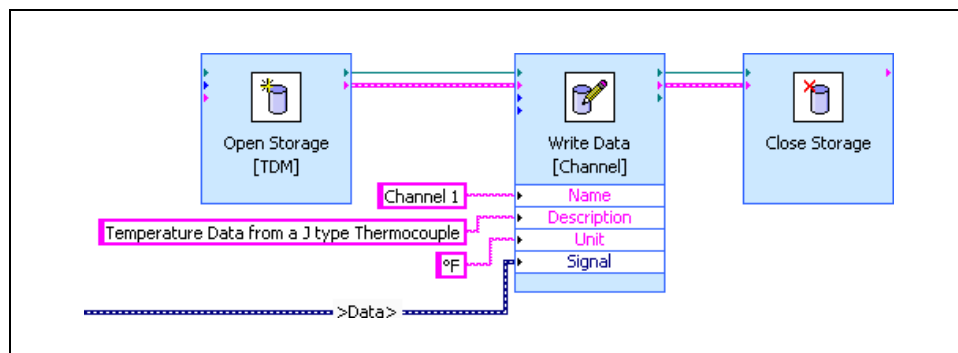 Open Storage
[TDM]
Write Data
[Channel]
Close Storage
Channel 1
Name
Temperature Data from a J type Thermocouple
Description
°F
Unit
Signal
>Data>